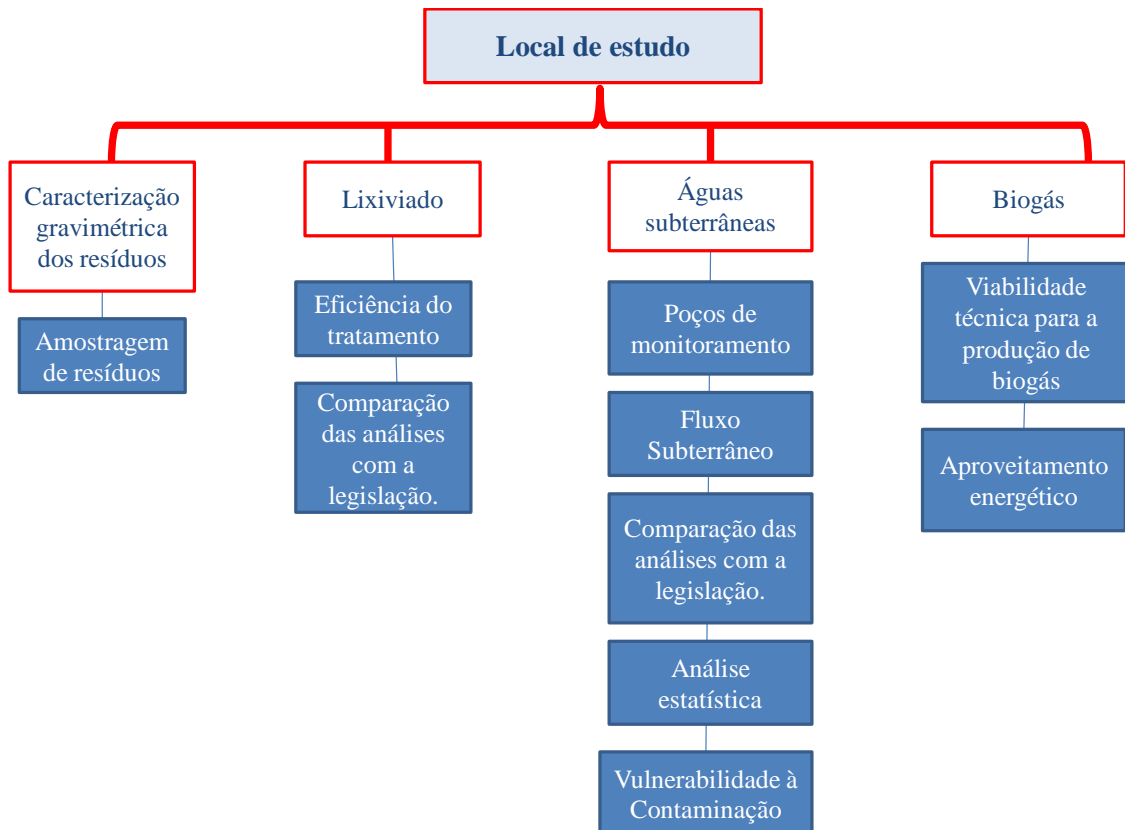 Local de estudo
Caracterização
gravimétrica
dos resíduos
Amostragem
de resíduos
Lixiviado
Eficiência do
tratamento
Comparação
das análises
com a
legislação.
Águas
subterrâneas
Poços de
monitoramento
Fluxo
Subterrâneo
Comparação das
análises com a
legislação.
Análise
estatística
Vulnerabilidade à
Contaminação
Biogás
Viabilidade
técnica para a
produção de
biogás
Aproveitamento
energético